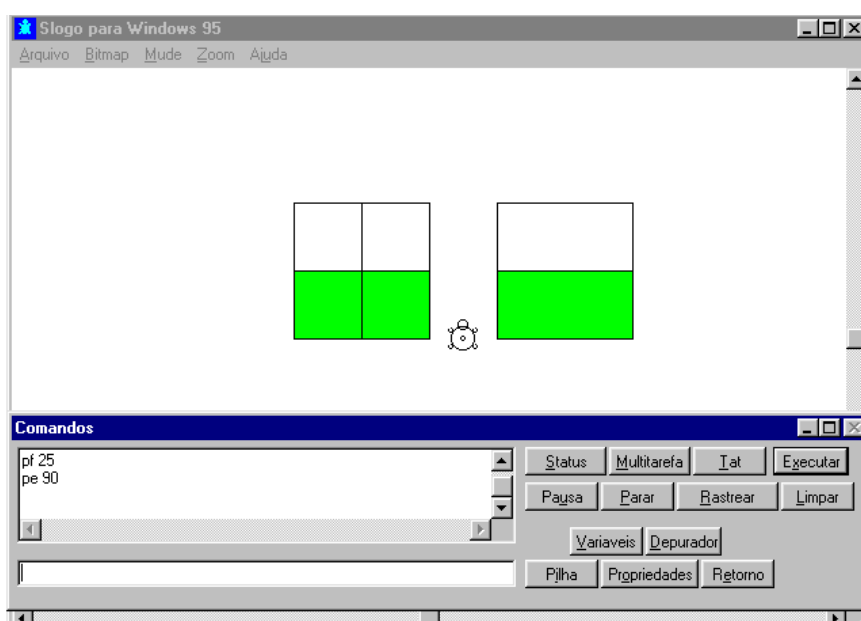 Slogo para Windows 95
Arquivo Bitmap Mude Zoom Ajuda
Comandos
pf 25
pe 90
Status Multitarefa Tat Executar
Pausa Parar Rastrear Limpar
Variaveis Depurador
Pilha Propriedades Retorno